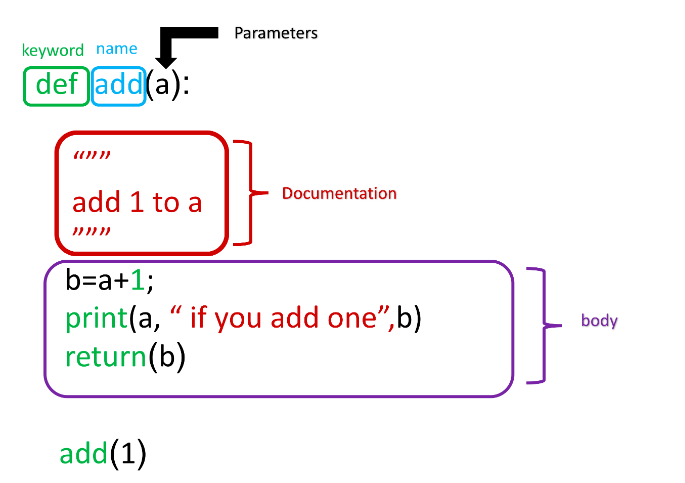 Parameters
keyword name
def add(a):
“””
add 1 to a
”””
Documentation
b=a+1;
print(a, “ if you add one”,b)
return(b)
body
add(1)